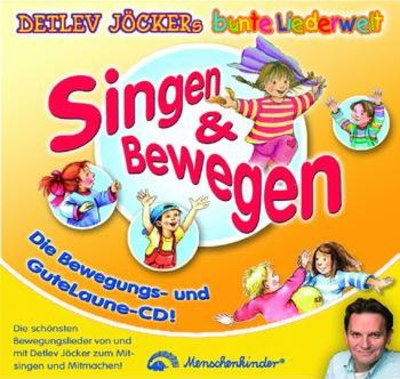 DETLEV JÖCKERs bunte Liederwelt
Singen
&
Bewegen
Die Bewegungs- und
GuteLaune-CD!
Die schönsten
Bewegungslieder von und
mit Detlev Jöcker zum Mit-
singen und Mitmachen!
Menschenkinder®